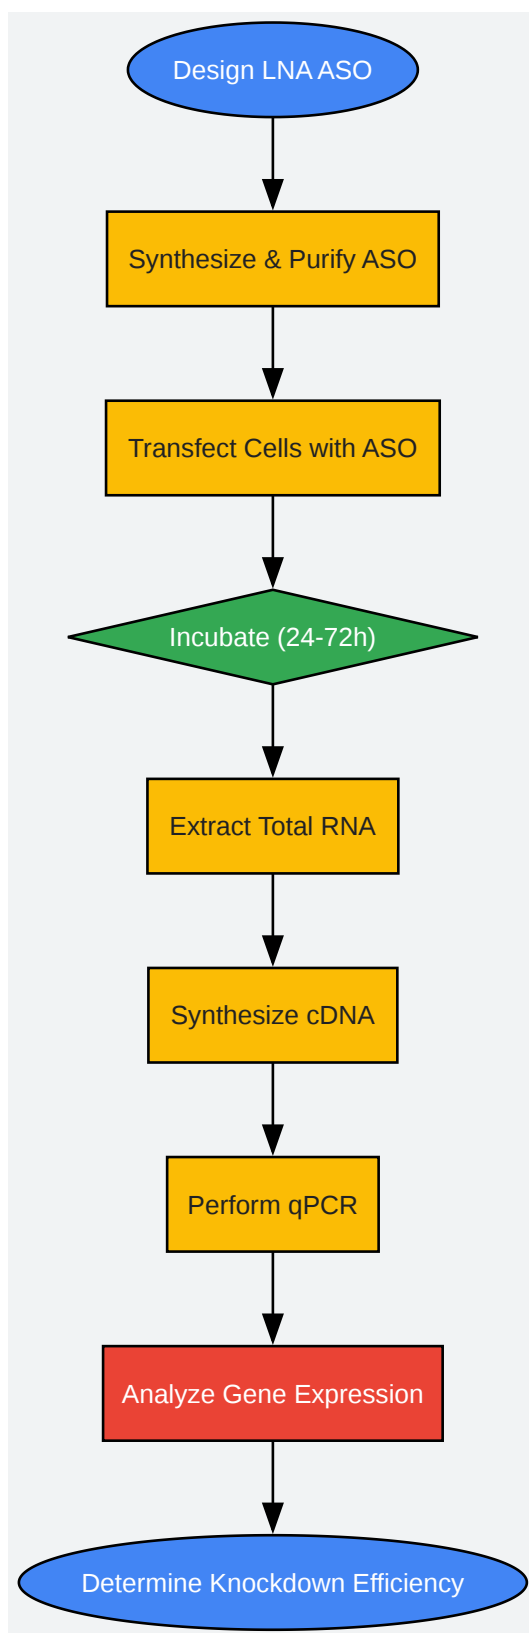 Design LNA ASO
Synthesize & Purify ASO
Transfect Cells with ASO
Incubate (24-72h)
Extract Total RNA
Synthesize cDNA
Perform qPCR
Analyze Gene Expression
Determine Knockdown Efficiency